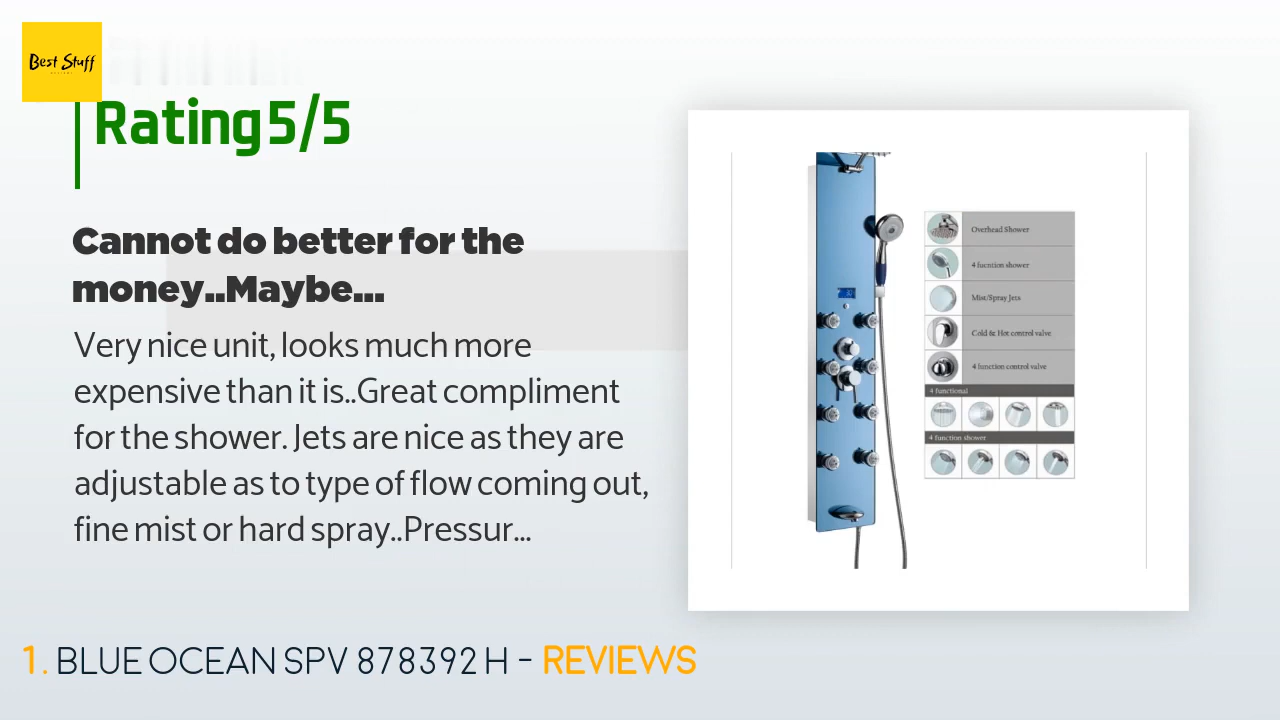 Best Stuff
Rating 5/5
Cannot do better for the
money..Maybe...
Very nice unit, looks much more
expensive than it is..Great compliment
for the shower. Jets are nice as they are
adjustable as to type of flow coming out,
fine mist or hard spray..Pressur...
Overhead Shower
4 fucntion shower
Mist/Spray Jets
Cold & Hot control valve
4 function control valve
4 Functional
4 function shower
1. BLUE OCEAN SPV 878392 H - REVIEWS